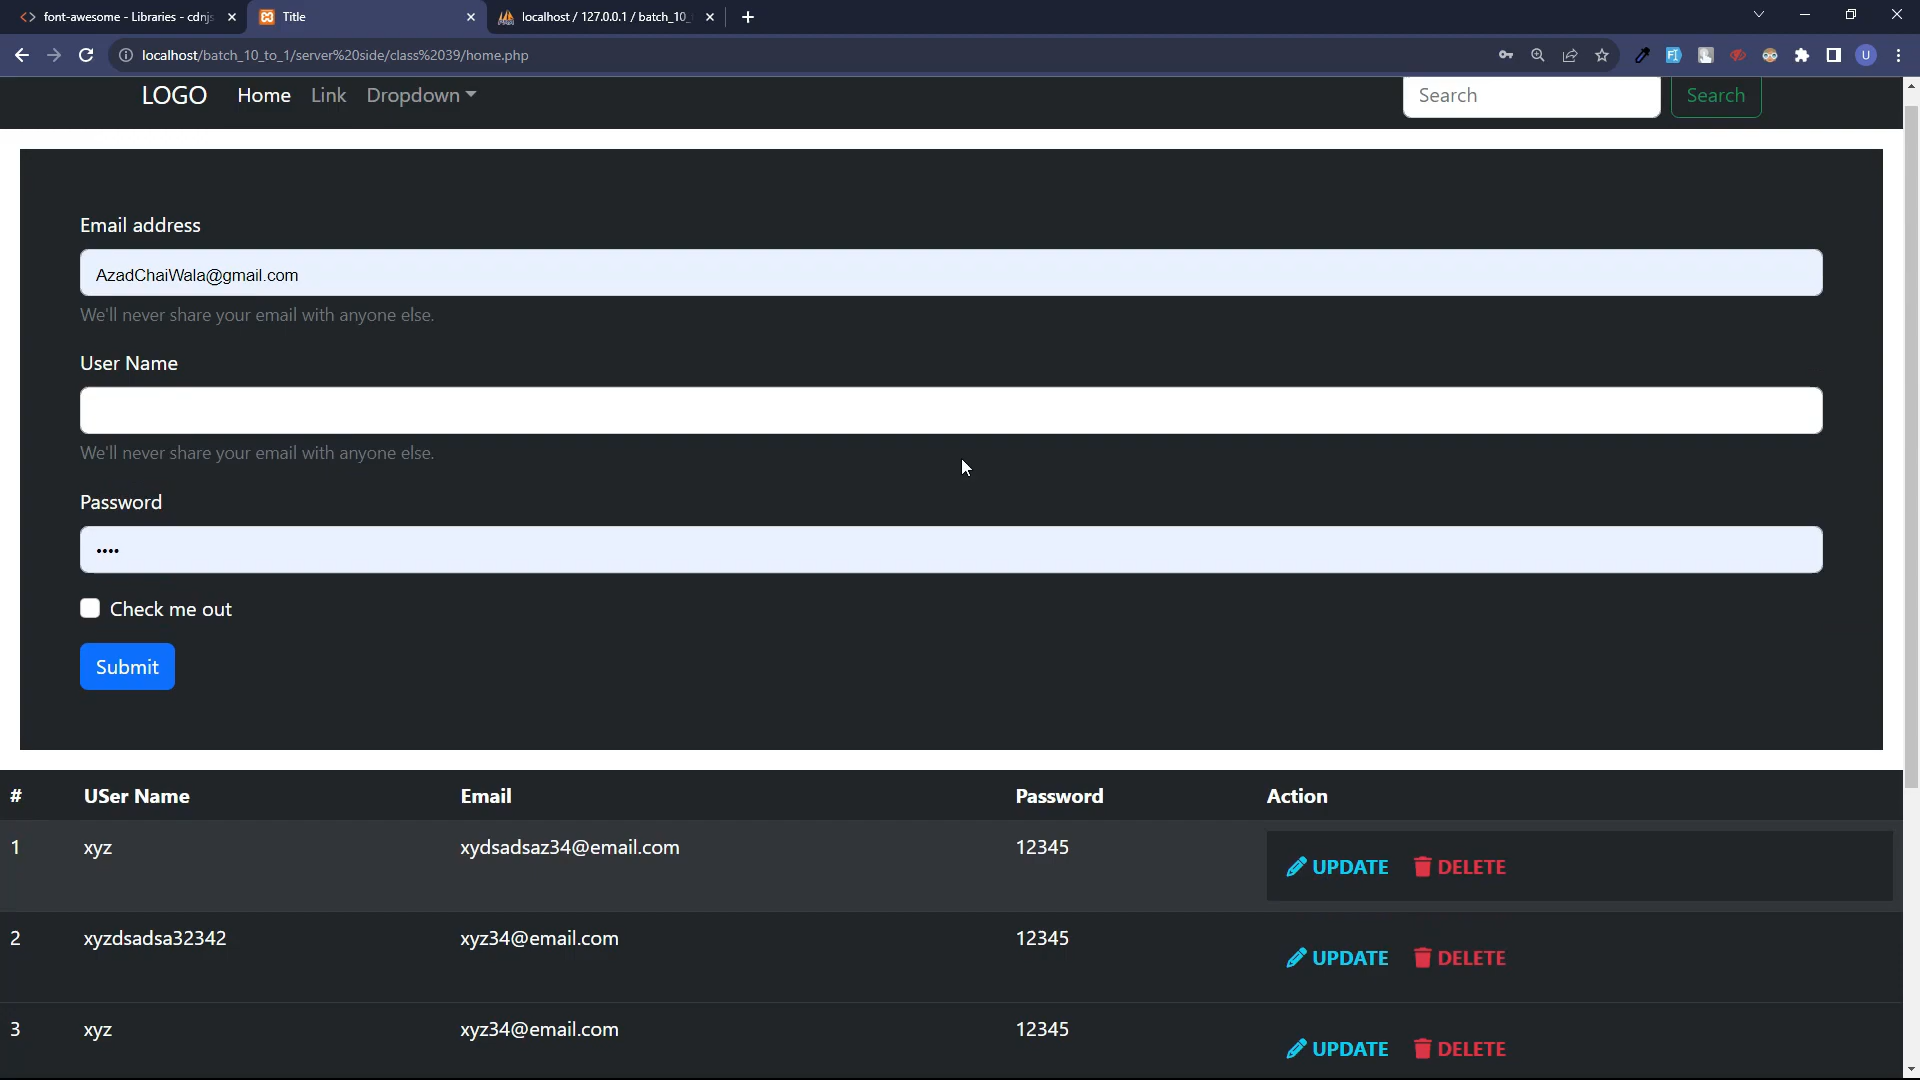 font-awesome - Libraries - cdnjs
Title
localhost / 127.0.0.1 / batch_10_
localhost/batch_10_to_1/server%20side/class%2039/home.php
U
LOGO Home Link Dropdown Search Search
Email address
AzadChaiWala@gmail.com
We'll never share your email with anyone else.
User Name
We'll never share your email with anyone else.
Password
••••
Check me out
Submit
# USer Name Email Password Action
1 xyz xydsadsaz34@email.com 12345 UPDATE DELETE
2 xyzdsadsa32342 xyz34@email.com 12345 UPDATE DELETE
3 xyz xyz34@email.com 12345 UPDATE DELETE